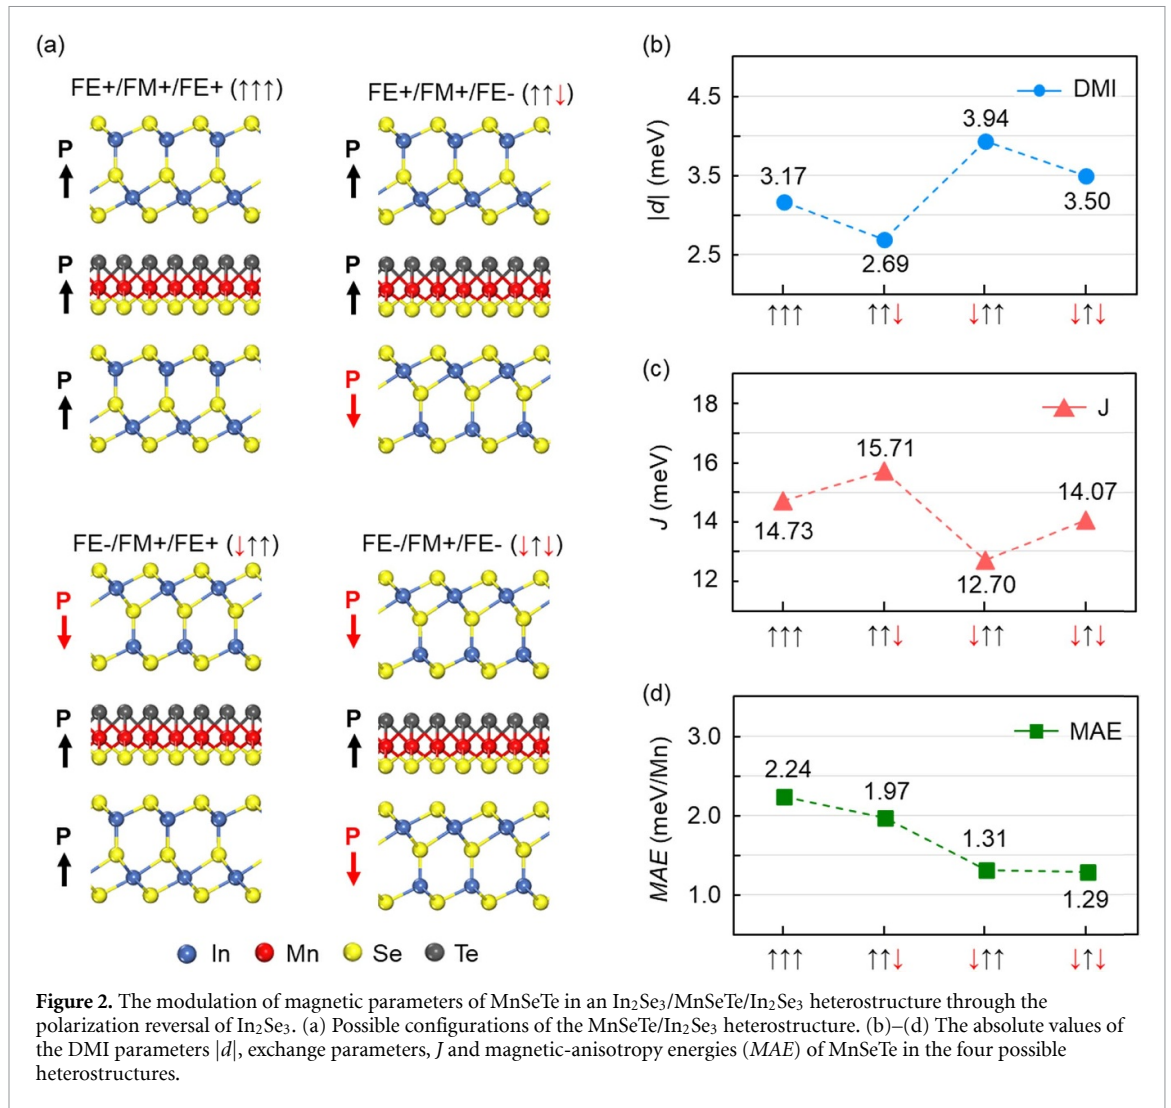 (a)
FE+/FM+/FE+ (↑↑↑)
FE+/FM+/FE- (↑↑↓)
P
P
P
P
P
P
FE-/FM+/FE+ (↓↑↑)
FE-/FM+/FE- (↓↑↓)
P
P
P
P
P
P
In Mn Se Te
(b)
DMI
|d| (meV)
4.5
3.5
2.5
3.17
2.69
3.94
3.50
↑↑↑ ↑↑↓ ↓↑↑ ↓↑↓
(c)
J
J (meV)
18
16
14
12
14.73
15.71
12.70
14.07
↑↑↑ ↑↑↓ ↓↑↑ ↓↑↓
(d)
MAE
MAE (meV/Mn)
3.0
2.0
1.0
2.24
1.97
1.31
1.29
↑↑↑ ↑↑↓ ↓↑↑ ↓↑↓
Figure 2. The modulation of magnetic parameters of MnSeTe in an In₂Se₃/MnSeTe/In₂Se₃ heterostructure through the
polarization reversal of In₂Se₃. (a) Possible configurations of the MnSeTe/In₂Se₃ heterostructure. (b)–(d) The absolute values of
the DMI parameters |d|, exchange parameters, J and magnetic-anisotropy energies (MAE) of MnSeTe in the four possible
heterostructures.